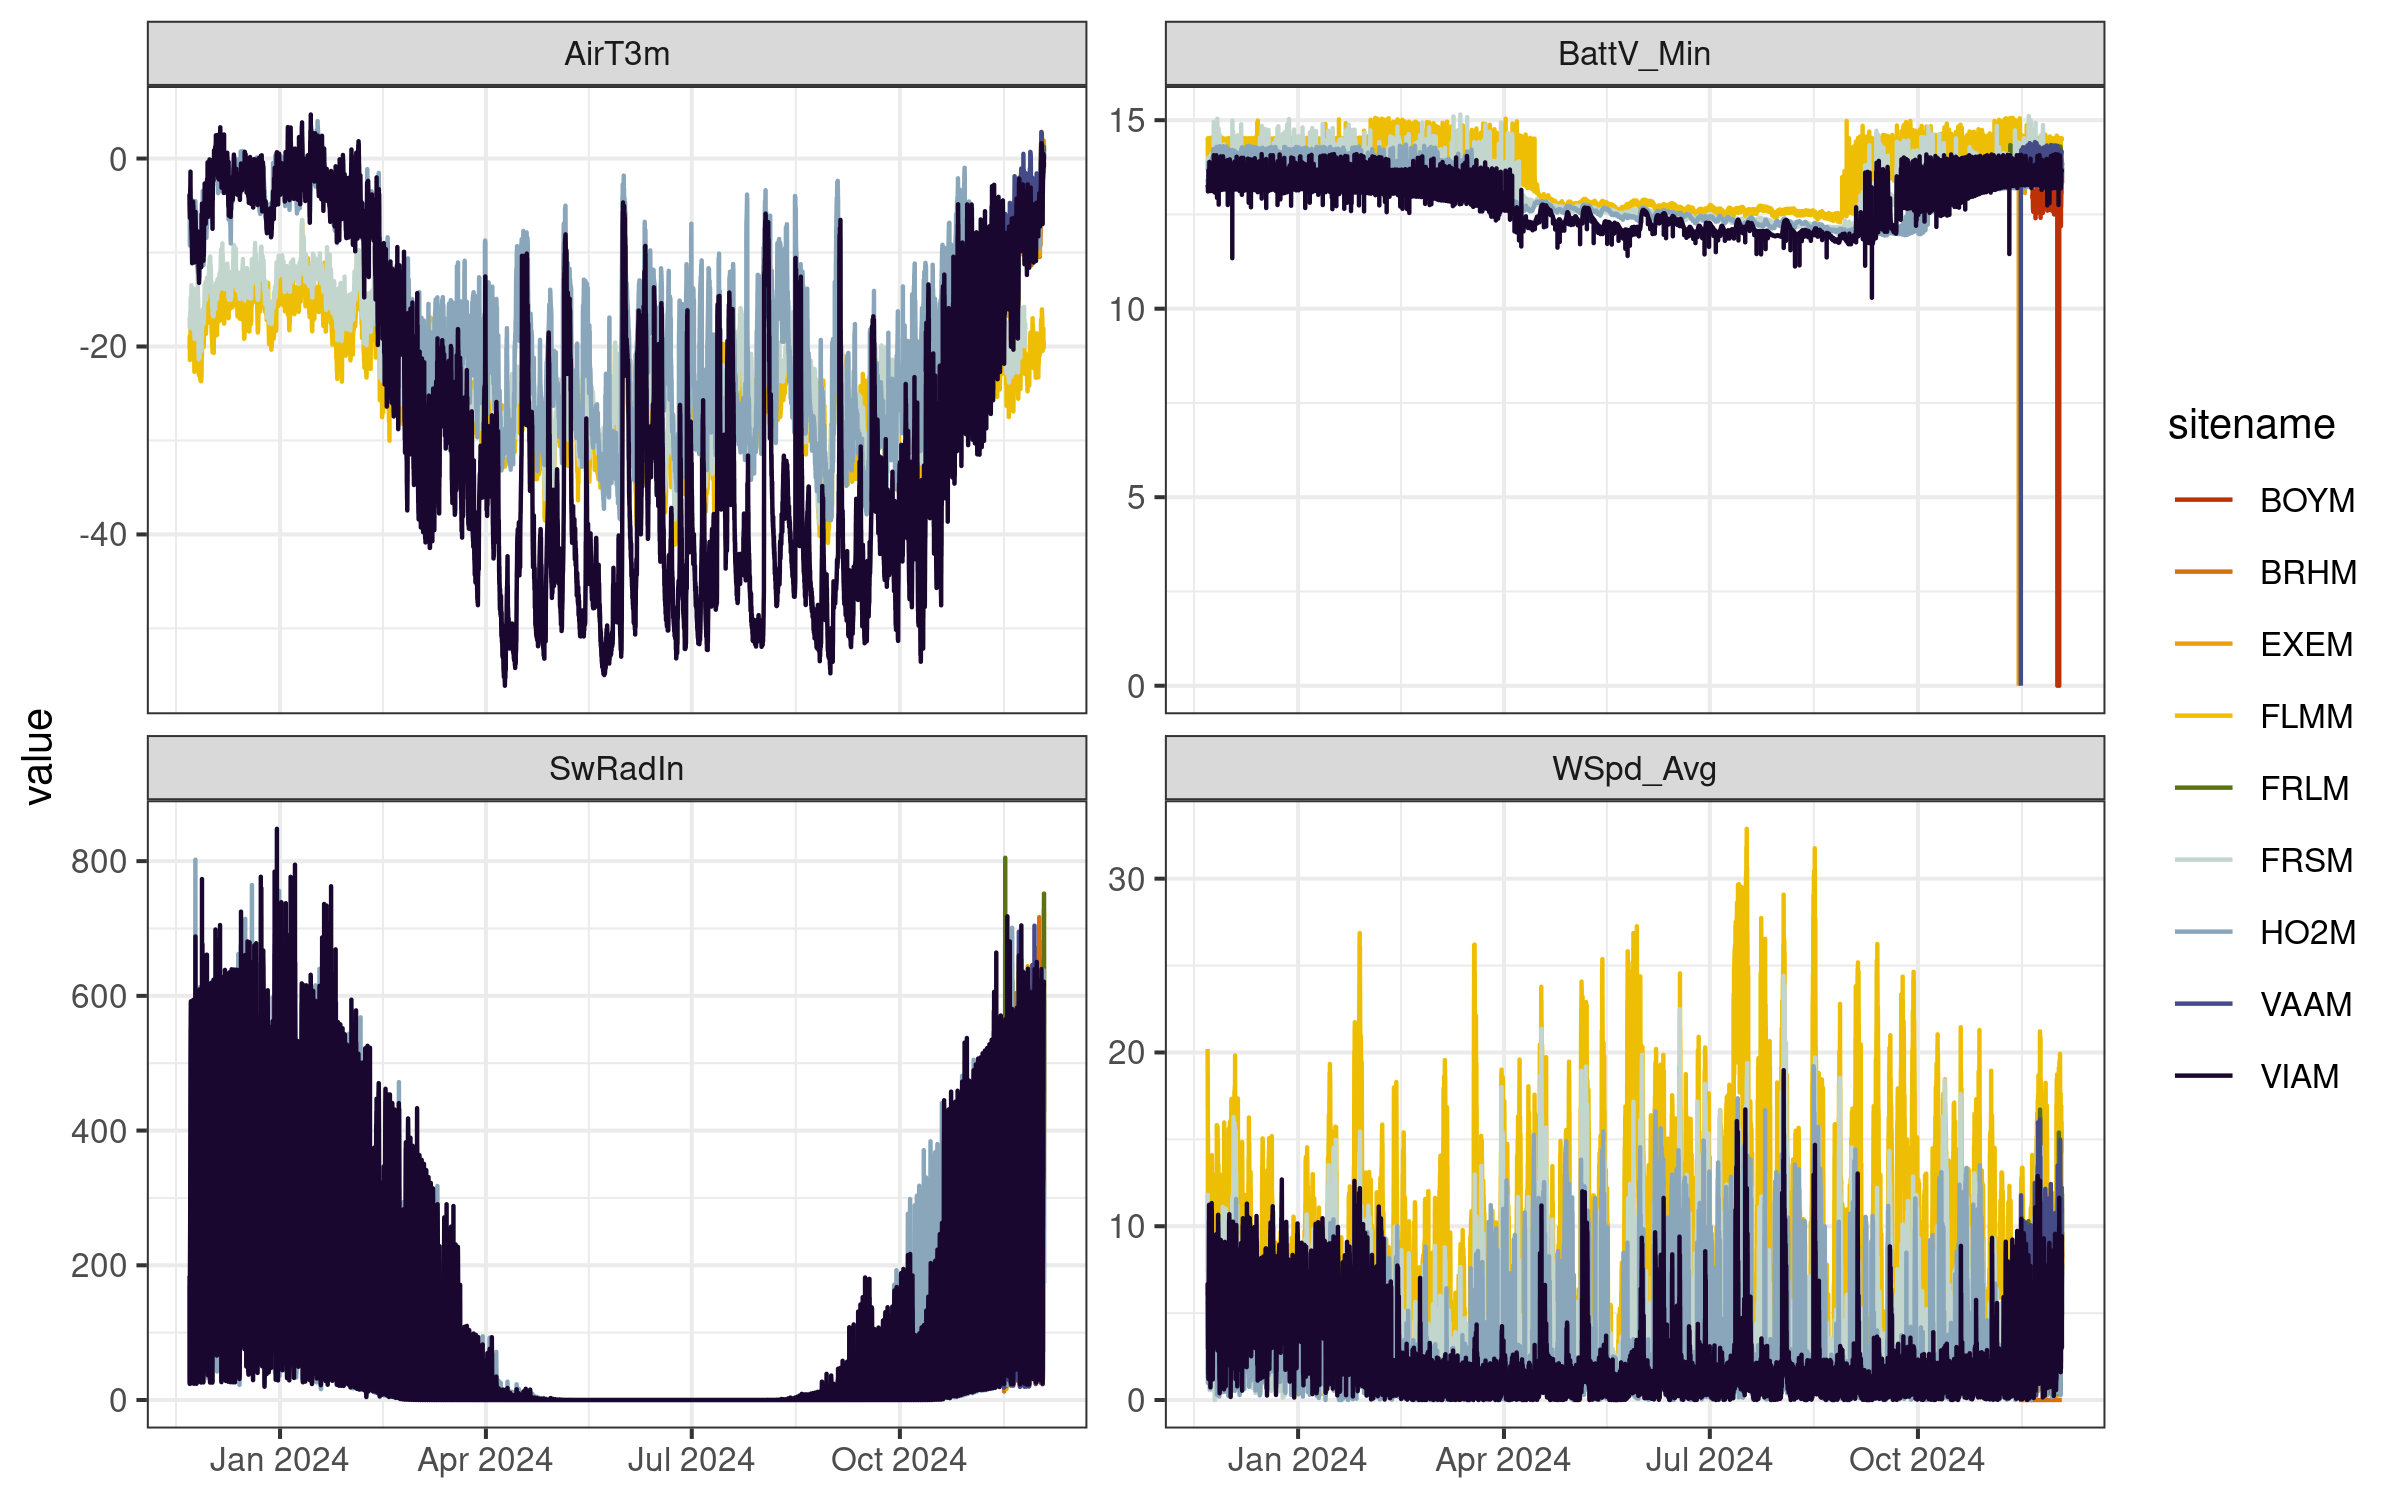 AirT3m
BattV_Min
0
-20
-40
15
10
5
0
value
SwRadIn
WSpd_Avg
800
600
400
200
0
30
20
10
0
Jan 2024 Apr 2024 Jul 2024 Oct 2024
Jan 2024 Apr 2024 Jul 2024 Oct 2024
sitename
BOYM
BRHM
EXEM
FLMM
FRLM
FRSM
HO2M
VAAM
VIAM